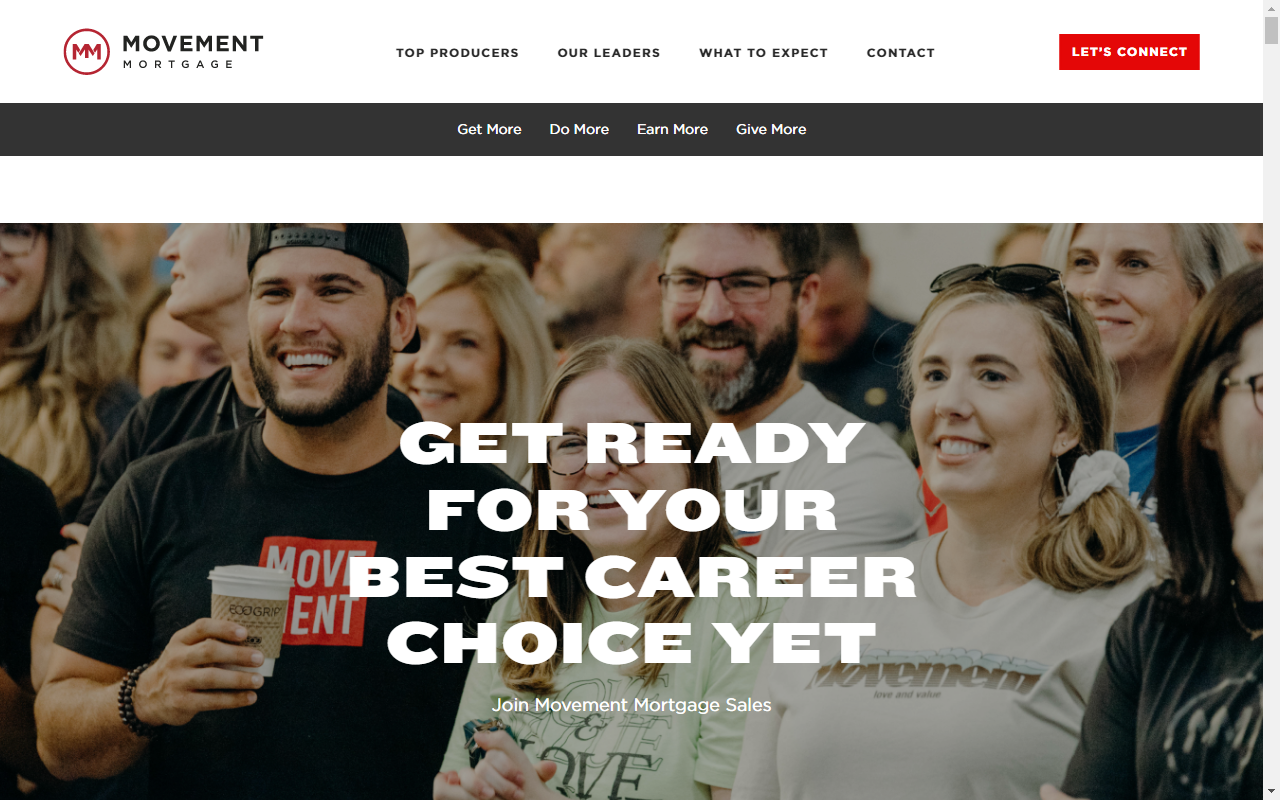 MM MOVEMENT
MORTGAGE
TOP PRODUCERS
OUR LEADERS
WHAT TO EXPECT
CONTACT
LET'S CONNECT
Get More
Do More
Earn More
Give More
GET READY
FOR YOUR
BEST CAREER
CHOICE YET
Join Movement Mortgage Sales
MOVE
MENT
ECOGRIP
movement
love and value
&
LOVE